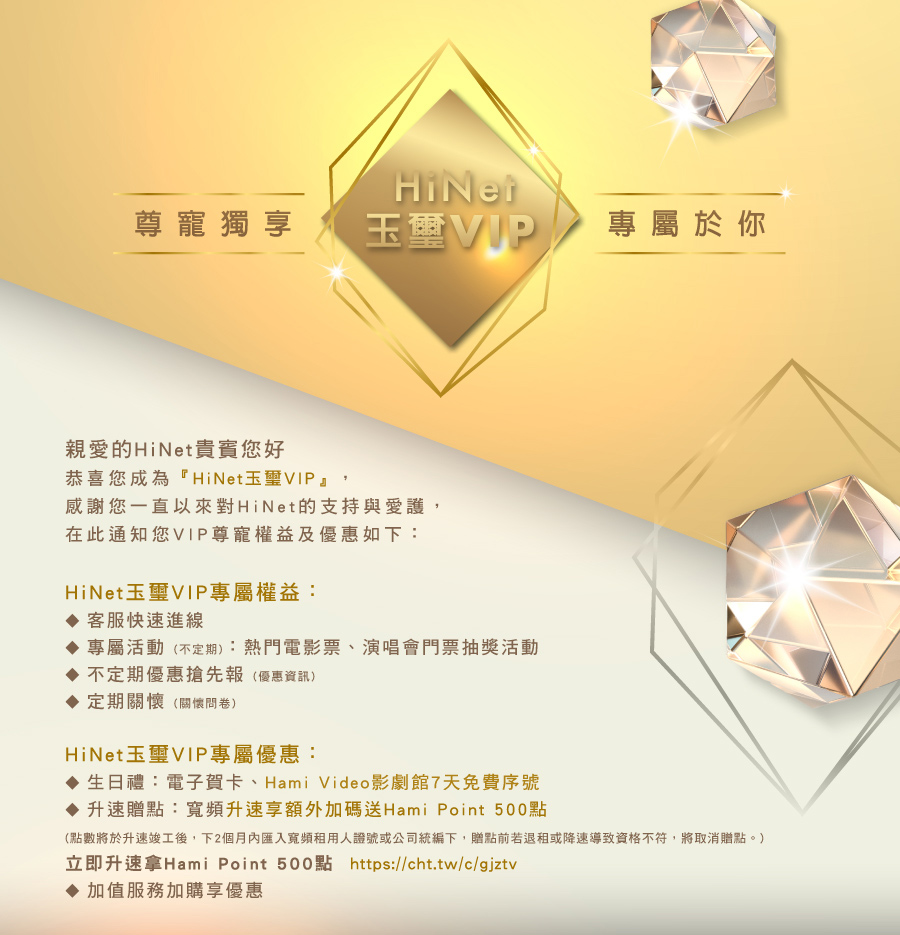 尊寵獨享
HiNet
玉璽VIP
專屬於你
親愛的HiNet貴賓您好
恭喜您成為『HiNet玉璽VIP』，
感謝您一直以來對HiNet的支持與愛護，
在此通知您VIP尊寵權益及優惠如下：
HiNet玉璽VIP專屬權益：
◆ 客服快速進線
◆ 專屬活動（不定期）：熱門電影票、演唱會門票抽獎活動
◆ 不定期優惠搶先報（優惠資訊）
◆ 定期關懷（關懷問卷）
HiNet玉璽VIP專屬優惠：
◆ 生日禮：電子賀卡、Hami Video影劇館7天免費序號
◆ 升速贈點：寬頻升速享額外加碼送Hami Point 500點
(點數將於升速竣工後，下2個月內匯入寬頻租用人證號或公司統編下，贈點前若退租或降速導致資格不符，將取消贈點。)
立即升速拿Hami Point 500點 https://cht.tw/c/gjztv
◆ 加值服務加購享優惠